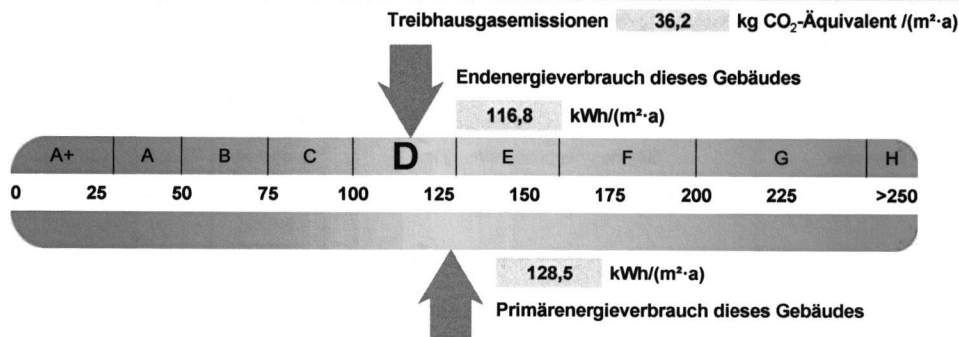 Treibhausgasemissionen 36,2 kg CO₂-Äquivalent /(m²·a)
Endenergieverbrauch dieses Gebäudes
116,8 kWh/(m²·a)
A+ A B C D E F G H
0 25 50 75 100 125 150 175 200 225 >250
128,5 kWh/(m²·a)
Primärenergieverbrauch dieses Gebäudes